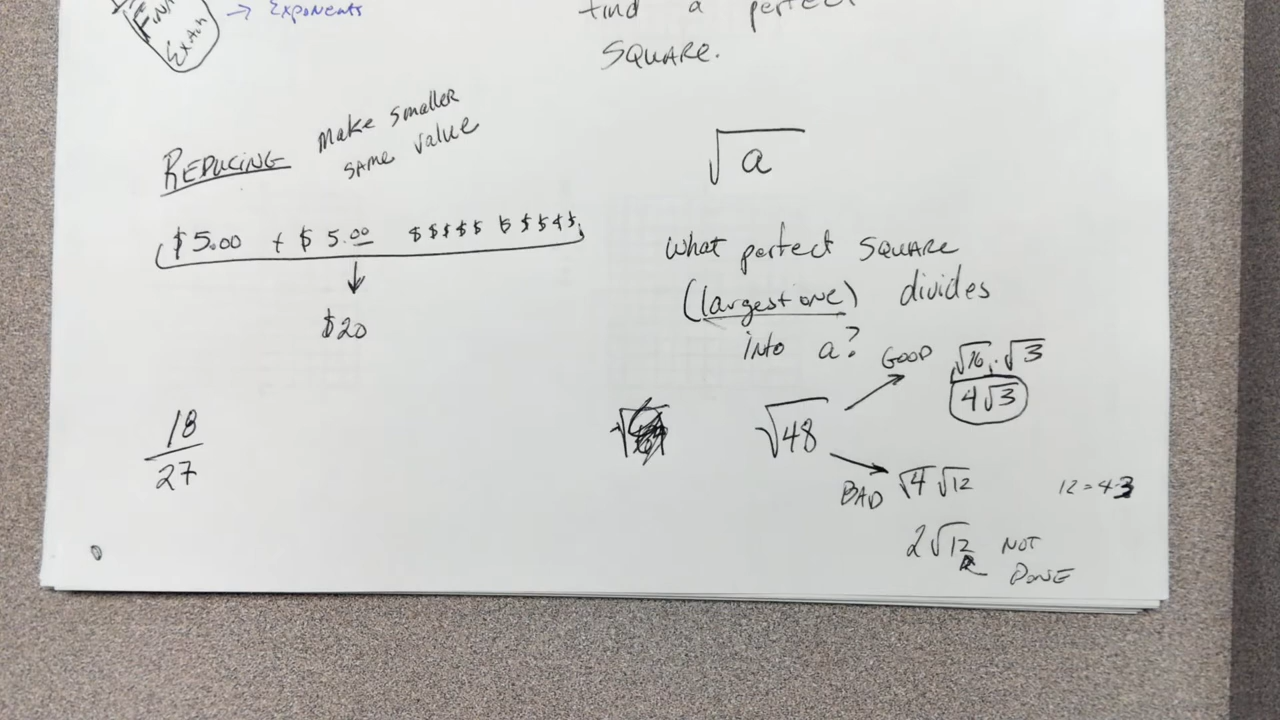 Exam
→ Exponents
REDUCING
Make smaller
same value
$5.00 + $5.00 $$$$$ $$$$$
$20
18
27
find a perfect
SQUARE.
√a
What perfect SQUARE
(largest one) divides
into a?
√48
GOOD √16 · √3
4√3
BAD √4 √12
12 = 4·3
2√12 NOT
DONE